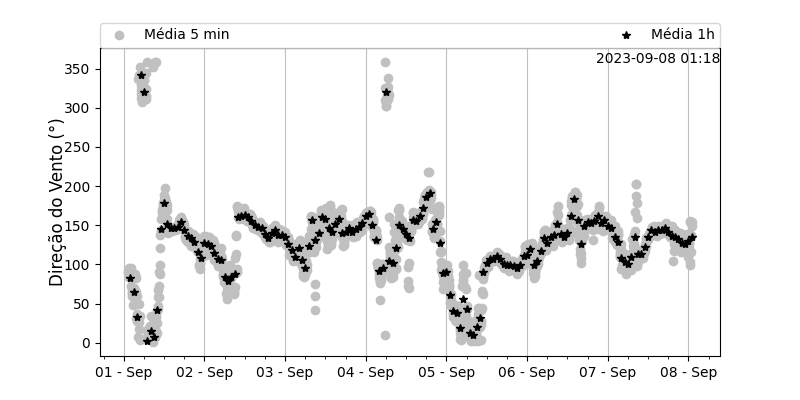 Média 5 min
Média 1h
2023-09-08 01:18
Direção do Vento (°)
350
300
250
200
150
100
50
0
01 - Sep
02 - Sep
03 - Sep
04 - Sep
05 - Sep
06 - Sep
07 - Sep
08 - Sep